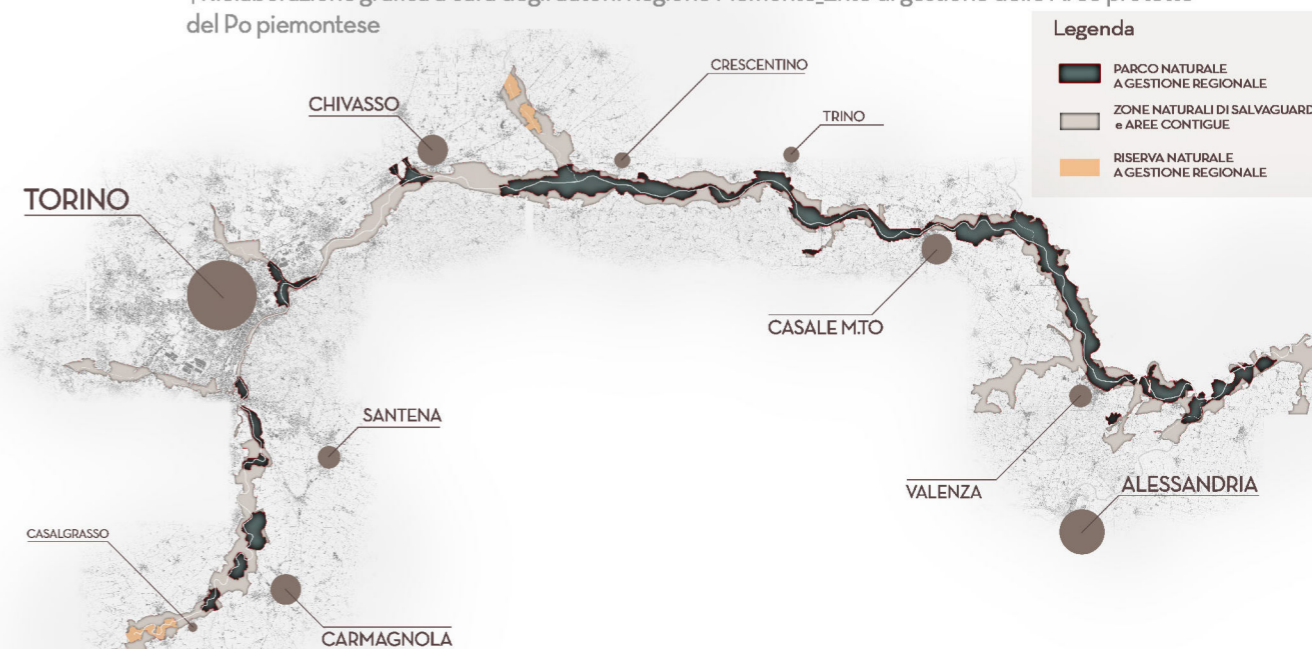 del Po piemontese
Legenda
PARCO NATURALE
A GESTIONE REGIONALE
ZONE NATURALI DI SALVAGUARD
e AREE CONTIGUE
RISERVA NATURALE
A GESTIONE REGIONALE
CRESCENTINO
CHIVASSO
TRINO
TORINO
CASALE M.TO
SANTENA
VALENZA
ALESSANDRIA
CASALGRASSO
CARMAGNOLA